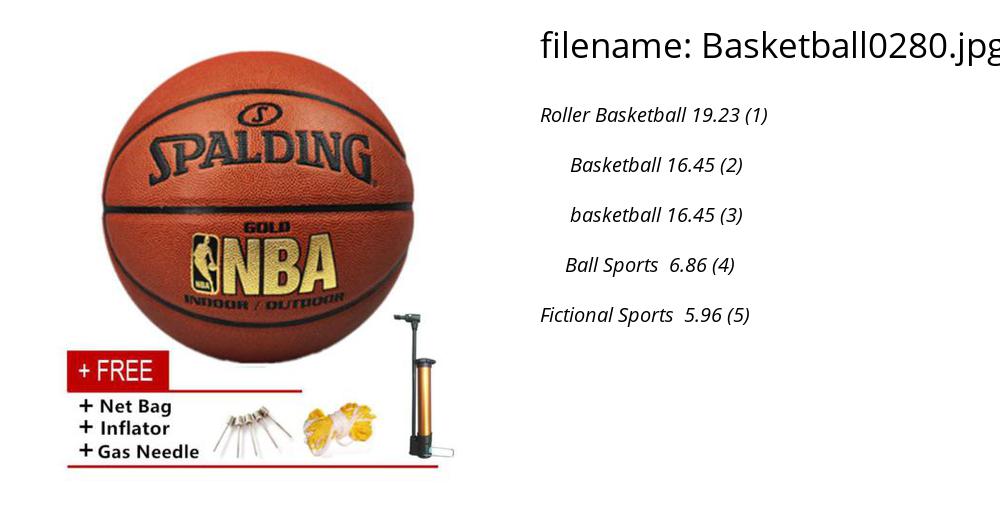 filename: Basketball0280.jpg
S
SPALDING
GOLD
NBA
NBA
INDOOR / OUTDOOR
+ FREE
+ Net Bag
+ Inflator
+ Gas Needle
Roller Basketball 19.23 (1)
Basketball 16.45 (2)
basketball 16.45 (3)
Ball Sports 6.86 (4)
Fictional Sports 5.96 (5)